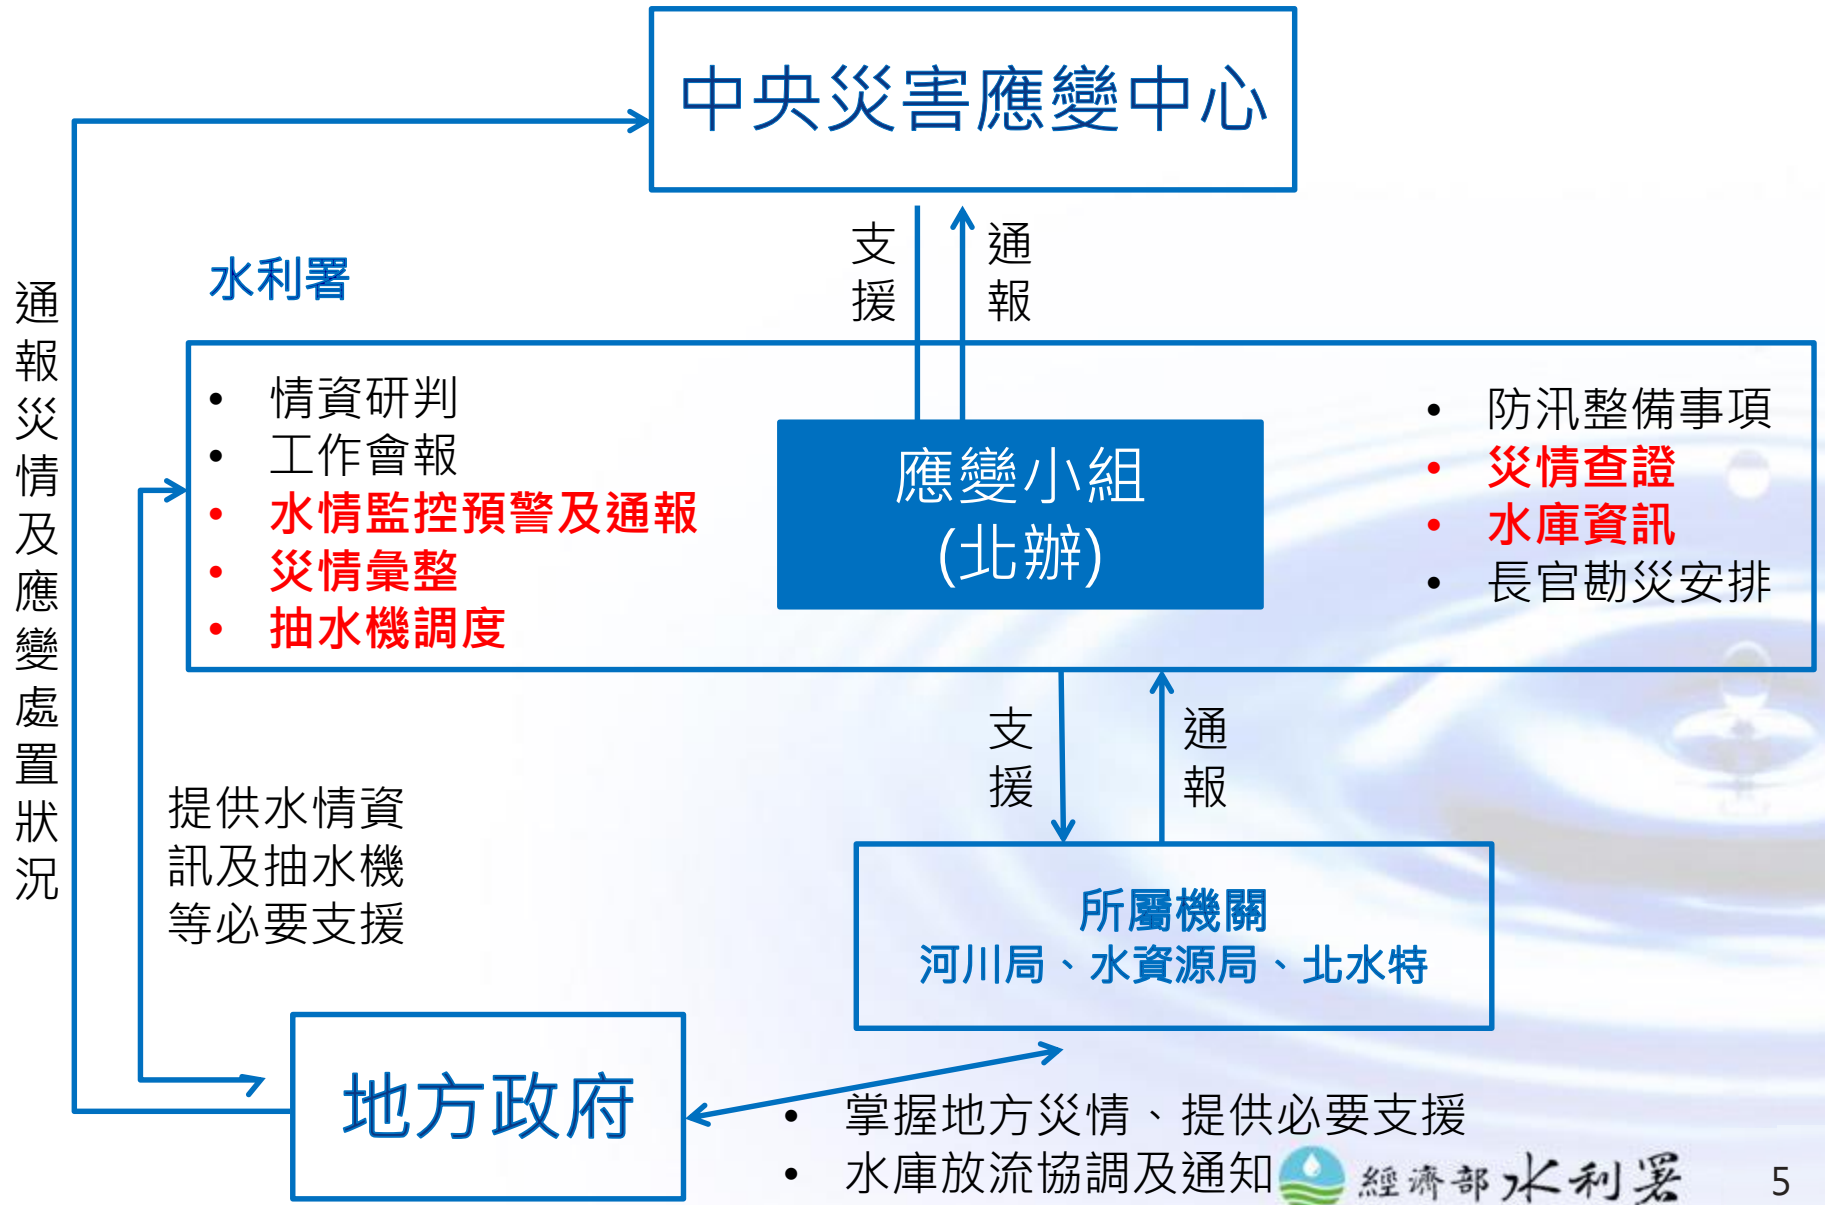 中央災害應變中心
支援
通報
水利署
通報災情及應變處置狀況
• 情資研判
• 工作會報
• 水情監控預警及通報
• 災情彙整
• 抽水機調度
應變小組
(北辦)
• 防汛整備事項
• 災情查證
• 水庫資訊
• 長官勘災安排
支援
通報
提供水情資
訊及抽水機
等必要支援
所屬機關
河川局、水資源局、北水特
地方政府
• 掌握地方災情、提供必要支援
• 水庫放流協調及通知
經濟部水利署
5